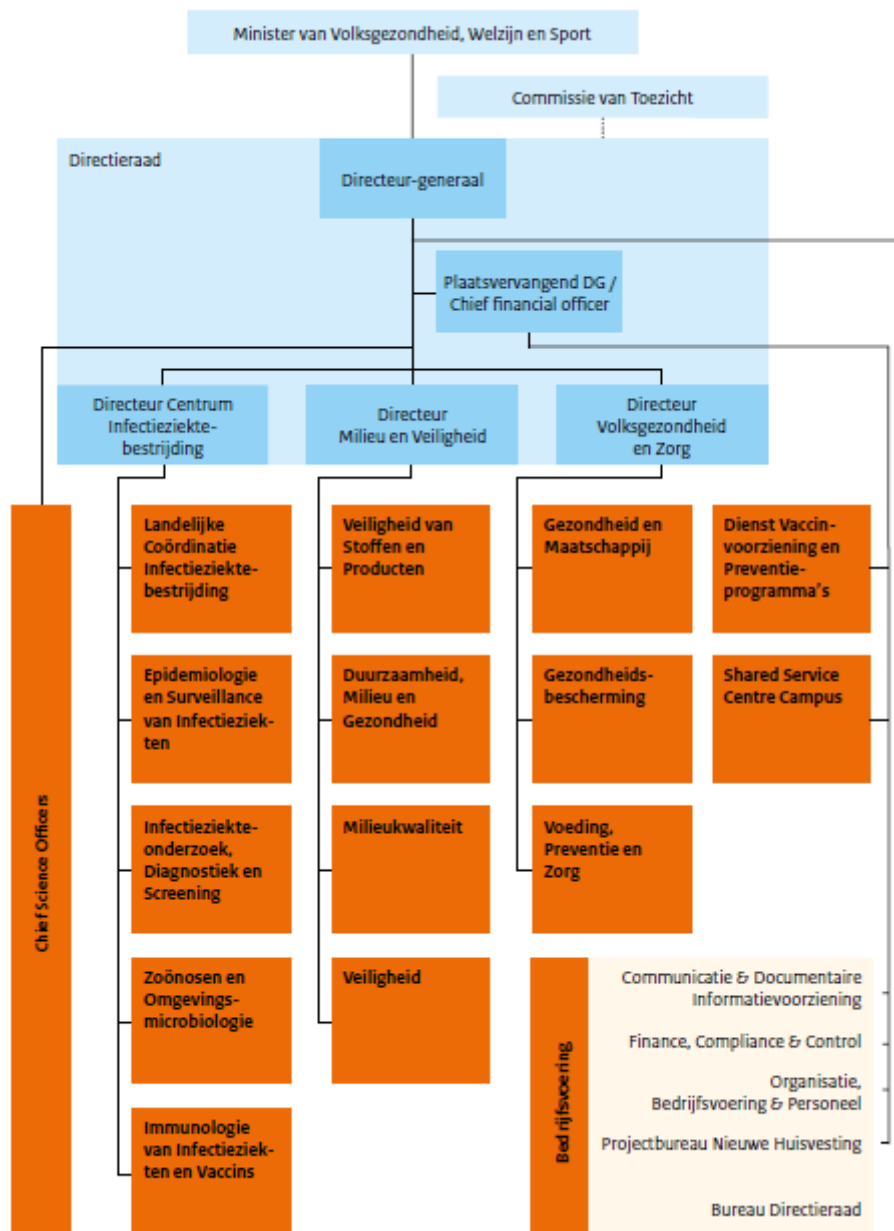 Minister van Volksgezondheid, Welzijn en Sport
Commissie van Toezicht
Directieraad
Directeur-generaal
Plaatsvervangend DG /
Chief financial officer
Directeur Centrum
Infectieziekte-
bestrijding
Directeur
Milieu en Veiligheid
Directeur
Volksgezondheid
en Zorg
Chief Science Officers
Landelijke
Coördinatie
Infectieziekte-
bestrijding
Epidemiologie
en Surveillance
van Infectieziek-
ten
Infectieziekte-
onderzoek,
Diagnostiek en
Screening
Zoönosen en
Omgevings-
microbiologie
Immunologie
van Infectieziek-
ten en Vaccins
Veiligheid van
Stoffen en
Producten
Duurzaamheid,
Milieu en
Gezondheid
Milieukwaliteit
Veiligheid
Gezondheid en
Maatschappij
Gezondheids-
bescherming
Voeding,
Preventie en
Zorg
Dienst Vaccin-
voorziening en
Preventie-
programma's
Shared Service
Centre Campus
Bedrijfsvoering
Communicatie & Documentaire
Informatievoorziening
Finance, Compliance & Control
Organisatie,
Bedrijfsvoering & Personeel
Projectbureau Nieuwe Huisvesting
Bureau Directieraad